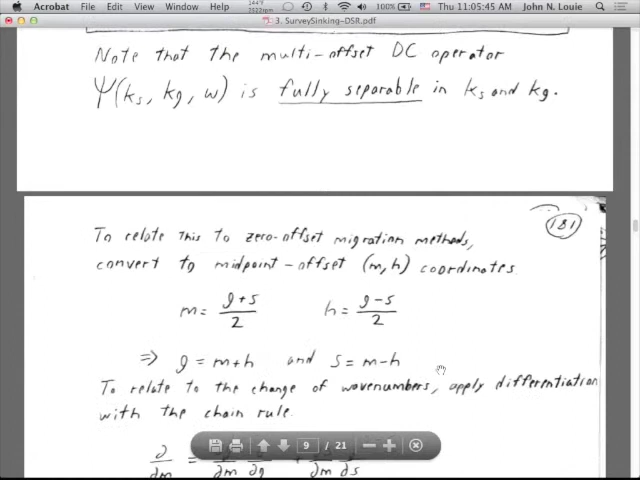 Acrobat File Edit View Window Help 144°F 2522rpm 100% Thu 11:05:45 AM John N. Louie
3. SurveySinking-DSR.pdf
Note that the multi-offset DC operator
Ψ(ks, kg, w) is fully separable in ks and kg.
181
To relate this to zero-offset migration methods,
convert to midpoint-offset (m, h) coordinates
m = g+s / 2    h = g-s / 2
⇒ g = m+h and s = m-h
To relate to the change of wavenumbers, apply differentiation
with the chain rule.
9 / 21